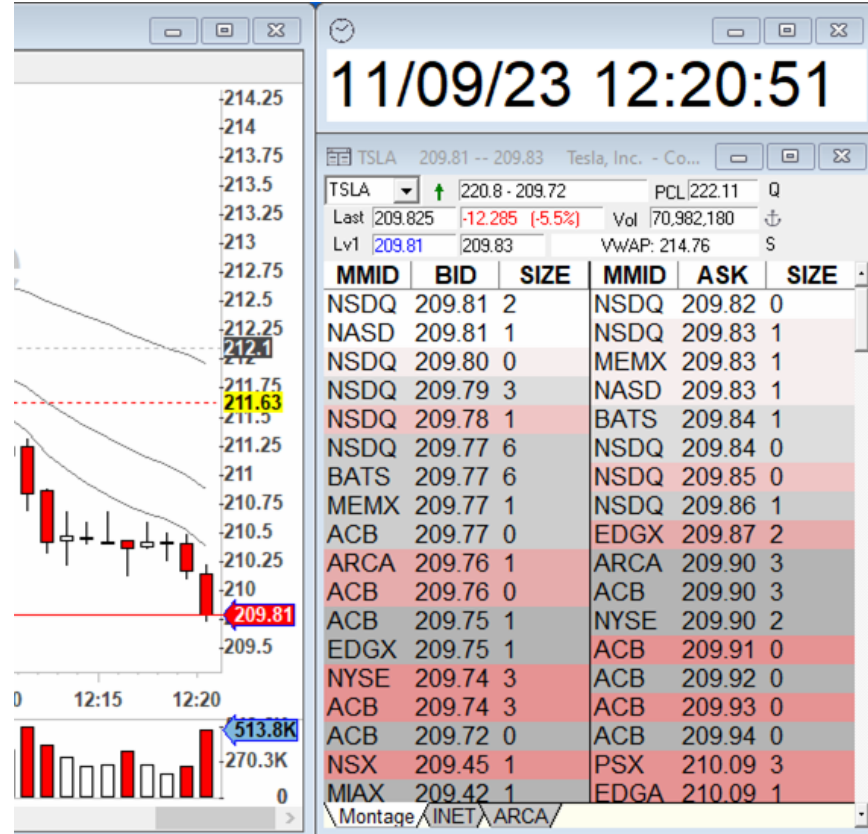 214.25
214
213.75
213.5
213.25
213
212.75
212.5
212.25
212.1
211.75
211.63
211.5
211.25
211
210.75
210.5
210.25
210
209.81
209.5
12:15 12:20
513.8K
270.3K
0
11/09/23 12:20:51
TSLA 209.81 -- 209.83 Tesla, Inc. - Co...
TSLA 220.8 - 209.72 PCL 222.11 Q
Last 209.825 -12.285 (-5.5%) Vol 70,982,180
Lv1 209.81 209.83 VWAP: 214.76 S
MMID BID SIZE MMID ASK SIZE
NSDQ 209.81 2 NSDQ 209.82 0
NASD 209.81 1 NSDQ 209.83 1
NSDQ 209.80 0 MEMX 209.83 1
NSDQ 209.79 3 NASD 209.83 1
NSDQ 209.78 1 BATS 209.84 1
NSDQ 209.77 6 NSDQ 209.84 0
BATS 209.77 6 NSDQ 209.85 0
MEMX 209.77 1 NSDQ 209.86 1
ACB 209.77 0 EDGX 209.87 2
ARCA 209.76 1 ARCA 209.90 3
ACB 209.76 0 ACB 209.90 3
ACB 209.75 1 NYSE 209.90 2
EDGX 209.75 1 ACB 209.91 0
NYSE 209.74 3 ACB 209.92 0
ACB 209.74 3 ACB 209.93 0
ACB 209.72 0 ACB 209.94 0
NSX 209.45 1 PSX 210.09 3
MIAX 209.42 1 EDGA 210.09 1
Montage INET ARCA